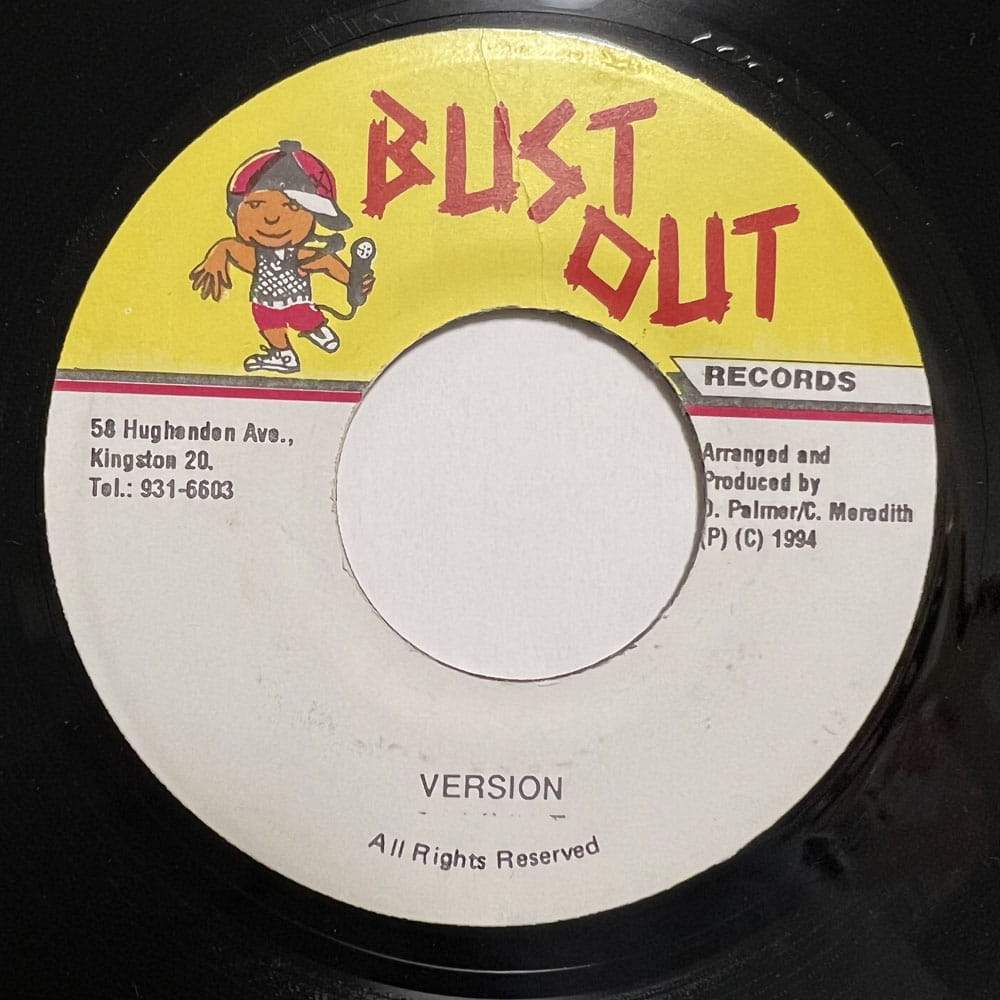 BUST
OUT
RECORDS
58 Hughenden Ave.,
Kingston 20.
Tel.: 931-6603
Arranged and
Produced by
Palmer/C. Meredith
(P) (C) 1994
VERSION
All Rights Reserved